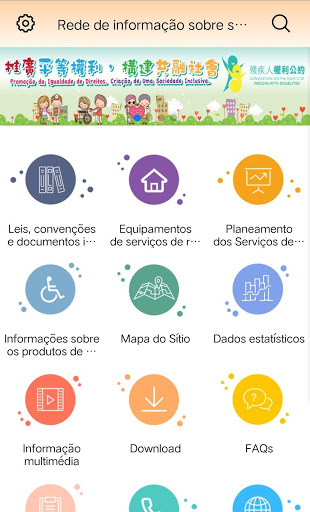 Rede de informação sobre s···
推廣平等權利，構建共融社會
Promoção da Igualdade de Direitos, Criação de Uma Sociedade Inclusiva
殘疾人權利公約
CONVENTION ON THE RIGHTS OF
PERSONS WITH DISABILITIES
Leis, convenções
e documentos i···
Equipamentos
de serviços de r···
Planeamento
dos Serviços de···
Informações sobre
os produtos de ···
Mapa do Sítio
Dados estatísticos
Informação
multimédia
Download
FAQs